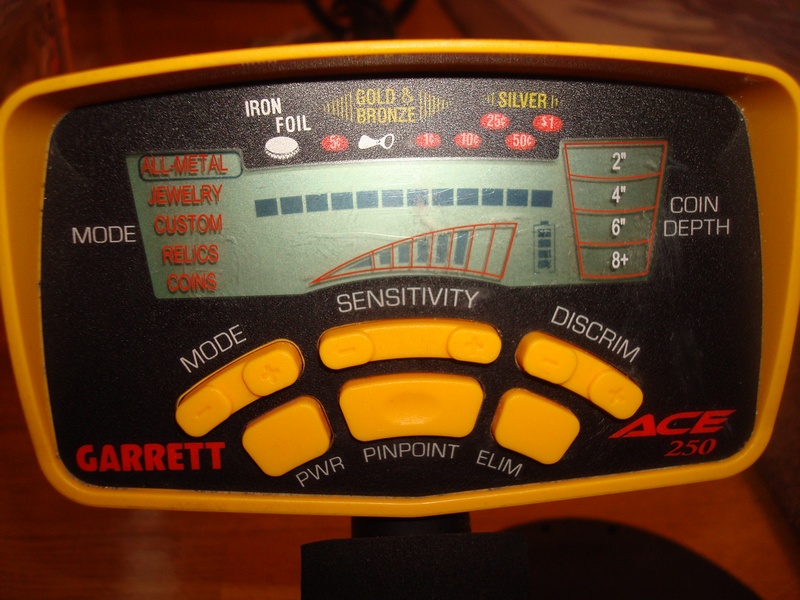 IRON
FOIL
GOLD &
BRONZE
SILVER
5¢
1¢
10¢
25¢
50¢
$1
MODE
ALL-METAL
JEWELRY
CUSTOM
RELICS
COINS
2"
4"
6"
8+
COIN
DEPTH
SENSITIVITY
- +
MODE
- +
DISCRIM
- +
GARRETT
PWR
PINPOINT
ELIM
ACE
250